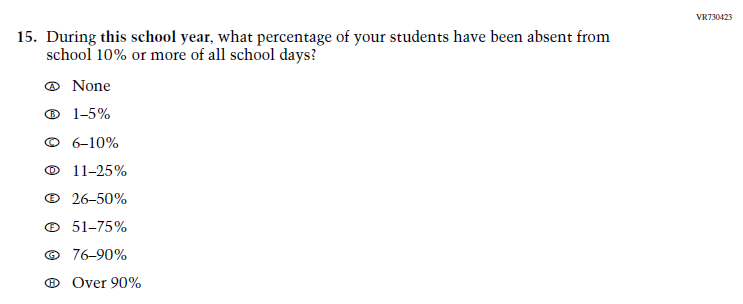 VR730423
15. During this school year, what percentage of your students have been absent from
school 10% or more of all school days?
A None
B 1–5%
C 6–10%
D 11–25%
E 26–50%
F 51–75%
G 76–90%
H Over 90%